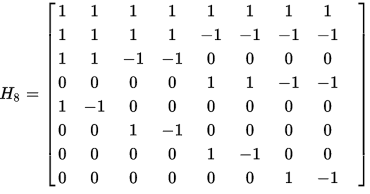 1 1 1 1 1 1 1 1
1 1 1 1 −1 −1 −1 −1
1 1 −1 −1 0 0 0 0
0 0 0 0 1 1 −1 −1
H₈ =
1 −1 0 0 0 0 0 0
0 0 1 −1 0 0 0 0
0 0 0 0 1 −1 0 0
0 0 0 0 0 0 1 −1